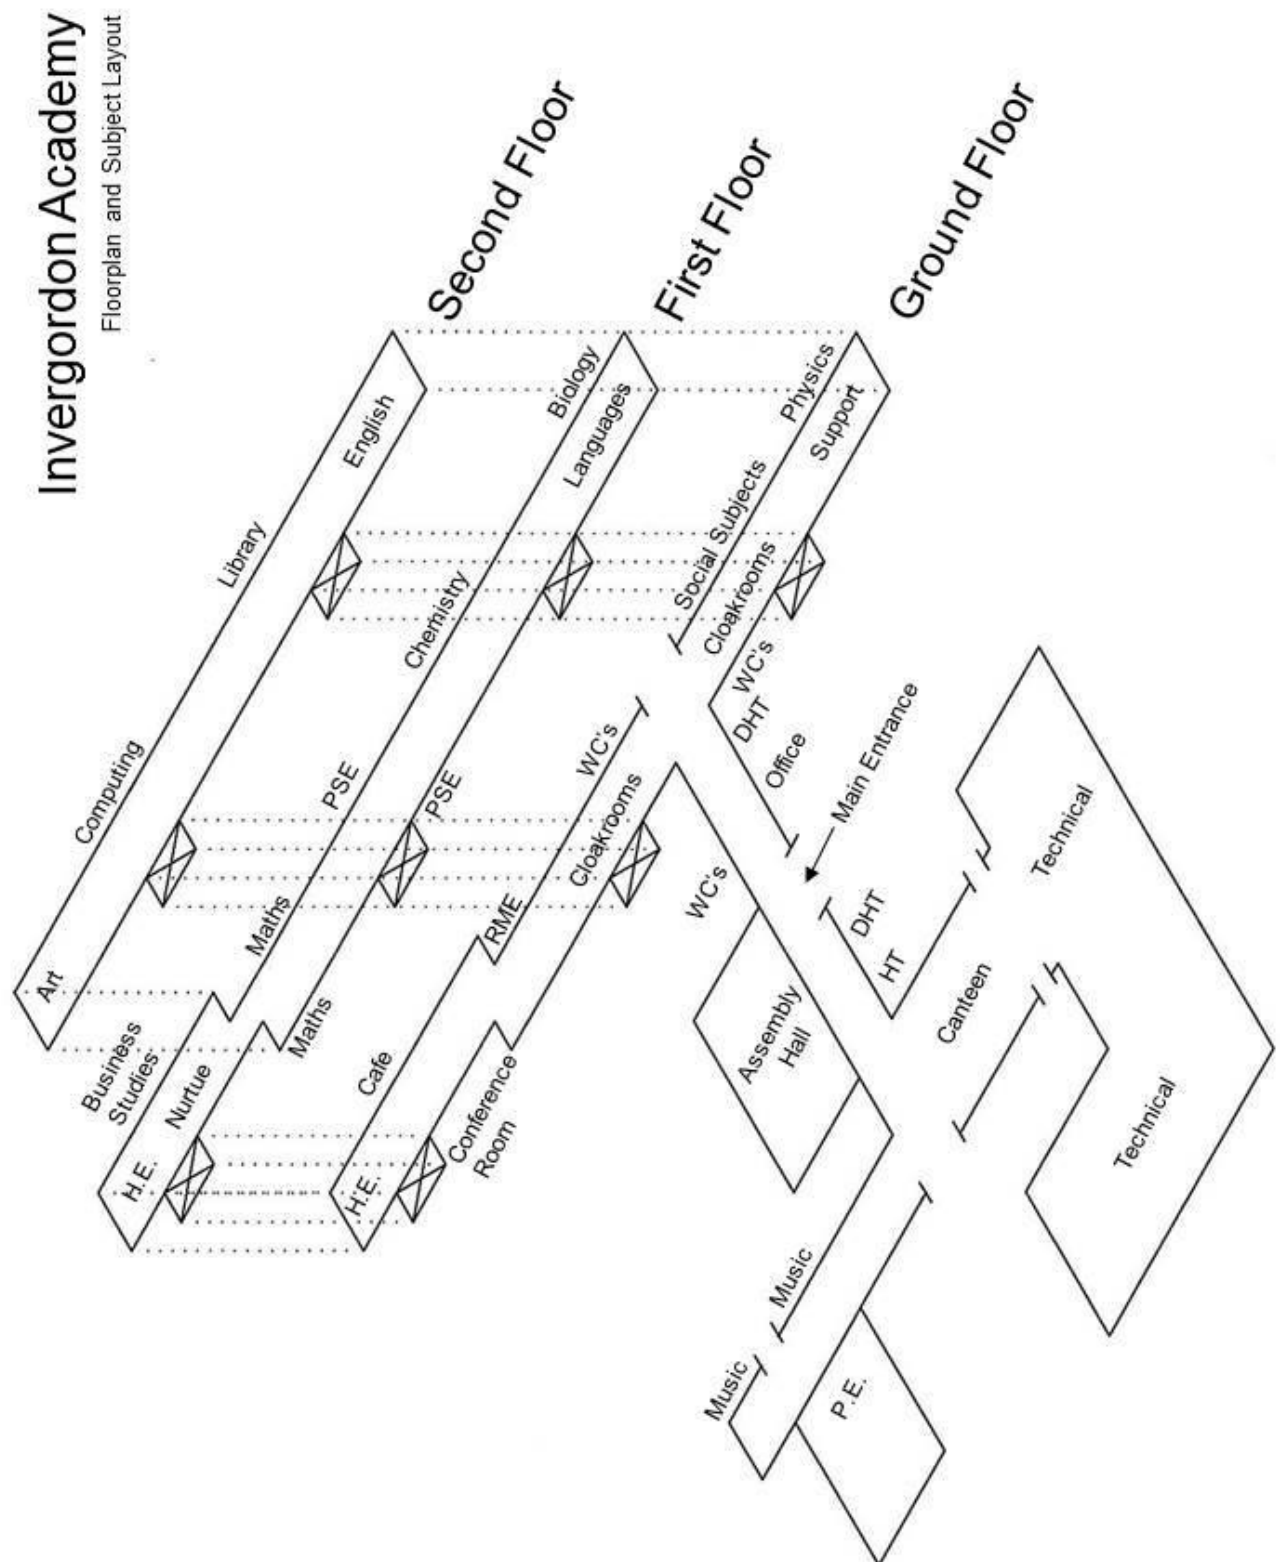 Invergordon Academy
Floorplan and Subject Layout
Second Floor
English
Library
Computing
Art
First Floor
Biology
Languages
Chemistry
PSE
PSE
Maths
Maths
Business
Studies
Nurtue
H.E.
Ground Floor
Physics
Support
Social Subjects
Cloakrooms
WC's
DHT
Office
Main Entrance
WC's
Cloakrooms
RME
Cafe
Conference
Room
H.E.
WC's
Assembly
Hall
DHT
HT
Canteen
Technical
Technical
Music
Music
P.E.